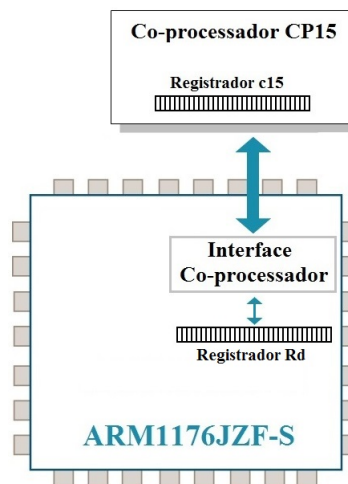 Co-processador CP15
Registrador c15
Interface
Co-processador
Registrador Rd
ARM1176JZF-S